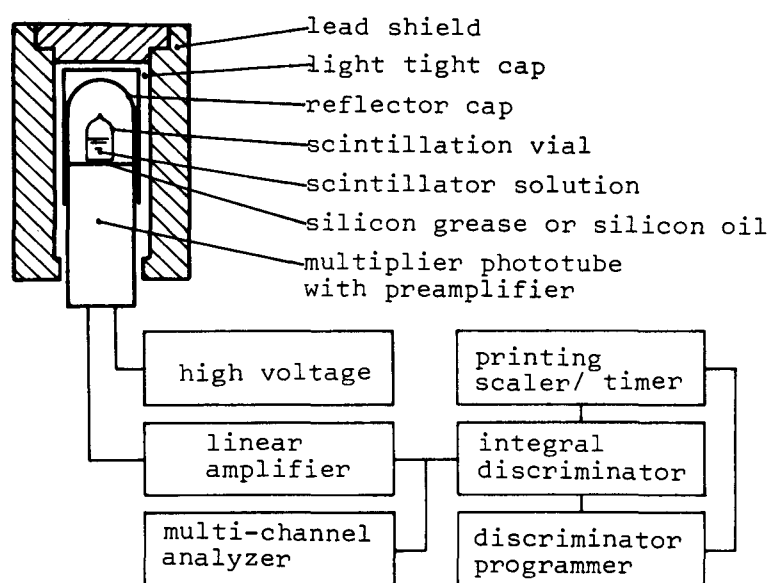 lead shield
light tight cap
reflector cap
scintillation vial
scintillator solution
silicon grease or silicon oil
multiplier phototube
with preamplifier
high voltage
printing
scaler/ timer
linear
amplifier
integral
discriminator
multi-channel
analyzer
discriminator
programmer